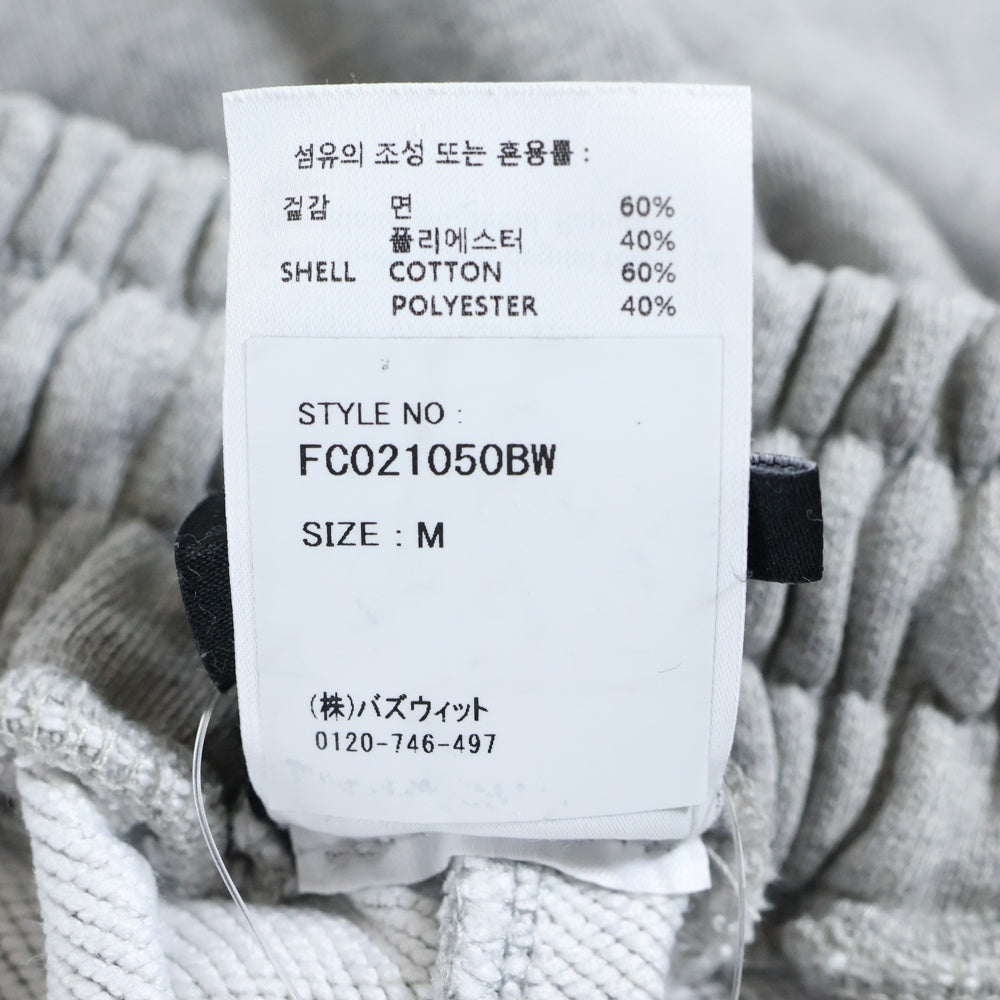 섬유의 조성 또는 혼용률 :
겉감 면 60%
폴리에스터 40%
SHELL COTTON 60%
POLYESTER 40%
STYLE NO :
FC021050BW
SIZE : M
(株)バズウィット
0120-746-497